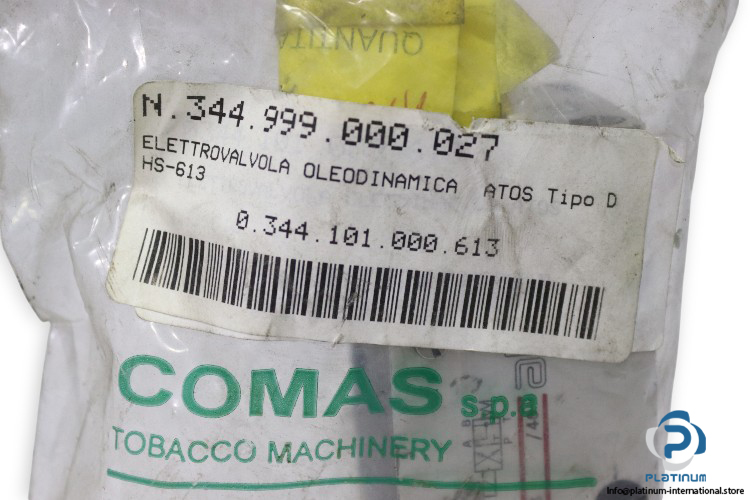 QUANTITA
N.344.999.000.027
ELETTROVALVOLA OLEODINAMICA ATOS Tipo D
HS-613
0.344.101.000.613
COMAS s.p.a
TOBACCO MACHINERY
PLATINUM
info@platinum-international.store